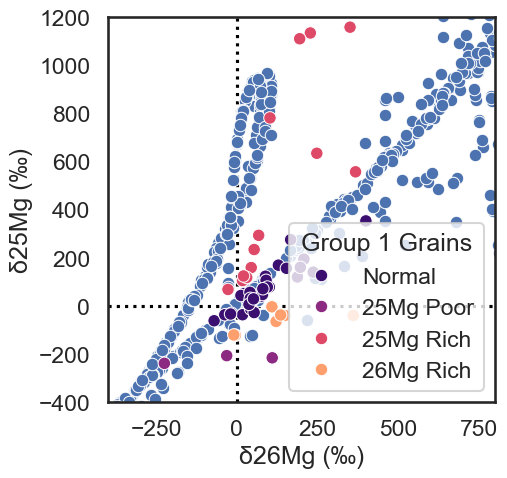 1200
1000
800
600
400
200
0
−200
−400
δ25Mg (‰)
Group 1 Grains
Normal
25Mg Poor
25Mg Rich
26Mg Rich
−250 0 250 500 750
δ26Mg (‰)